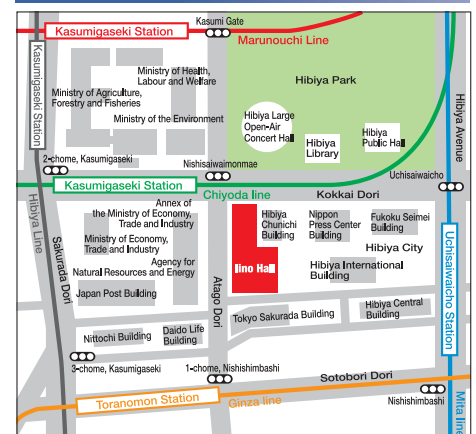 Kasumi Gate
Kasumigaseki Station
Marunouchi Line
Kasumigaseki Station
Ministry of Health,
Labour and Welfare
Hibiya Park
Ministry of Agriculture,
Forestry and Fisheries
Ministry of the Environment
Hibiya Large
Open-Air
Concert Hall
Hibiya
Library
Hibiya
Public Hall
Hibiya Avenue
2-chome, Kasumigaseki
Nishisaiwaimonmae
Uchisaiwaicho
Kasumigaseki Station
Chiyoda line
Kokkai Dori
Hibiya Line
Sakurada Dori
Annex of
the Ministry of Economy,
Trade and Industry
Ministry of Economy,
Trade and Industry
Agency for
Natural Resources and Energy
Japan Post Building
Atago Dori
Iino Hall
Hibiya
Chunichi
Building
Nippon
Press Center
Building
Fukoku Seimei
Building
Hibiya City
Hibiya International
Building
Uchisaiwaicho Station
Nittochi Building
Daido Life
Building
Tokyo Sakurada Building
Hibiya Central
Building
3-chome, Kasumigaseki
1-chome, Nishishimbashi
Sotobori Dori
Toranomon Station
Ginza line
Nishishimbashi
Mita line